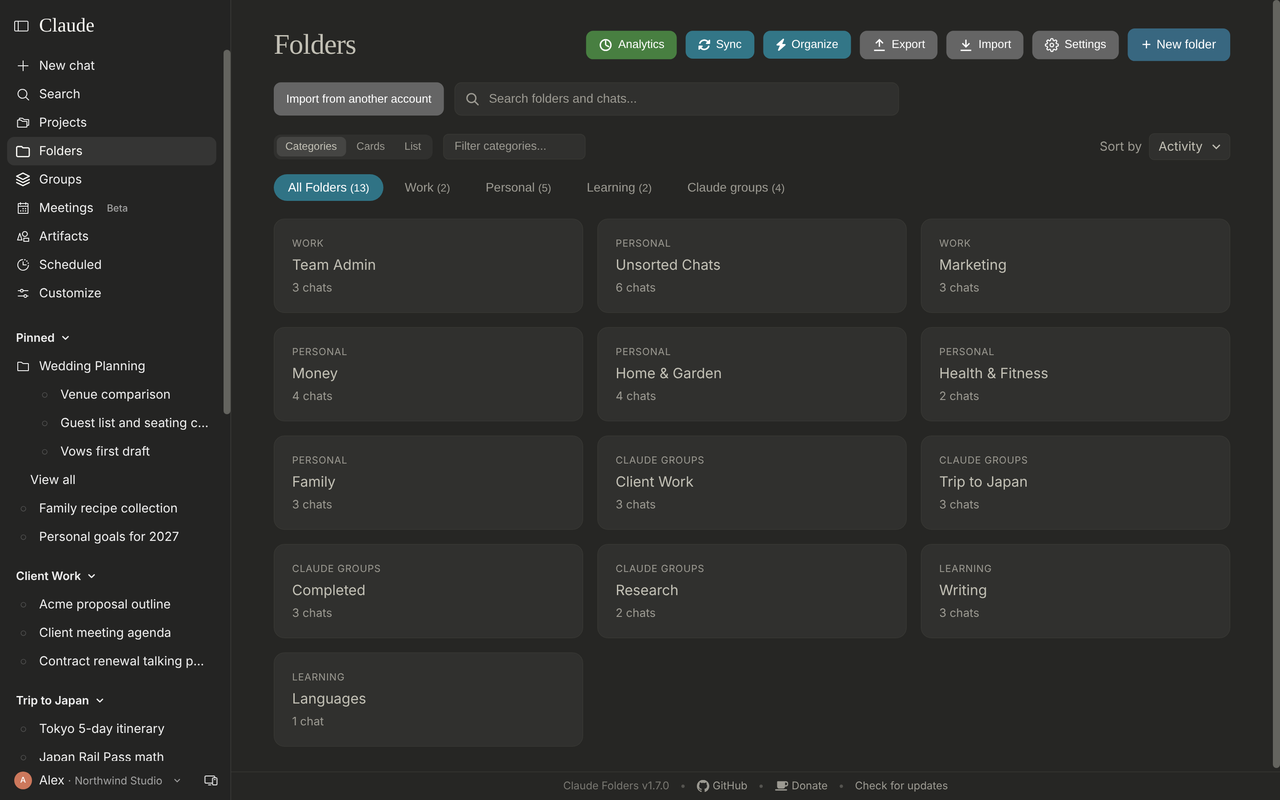 Claude
New chat
Search
Projects
Folders
Groups
Meetings Beta
Artifacts
Scheduled
Customize
Pinned
Wedding Planning
Venue comparison
Guest list and seating c...
Vows first draft
View all
Family recipe collection
Personal goals for 2027
Client Work
Acme proposal outline
Client meeting agenda
Contract renewal talking p...
Trip to Japan
Tokyo 5-day itinerary
Japan Rail Pass math
A Alex · Northwind Studio
Folders
Analytics
Sync
Organize
Export
Import
Settings
+ New folder
Import from another account
Search folders and chats...
Categories Cards List
Filter categories...
Sort by Activity
All Folders (13) Work (2) Personal (5) Learning (2) Claude groups (4)
WORK
Team Admin
3 chats
PERSONAL
Unsorted Chats
6 chats
WORK
Marketing
3 chats
PERSONAL
Money
4 chats
PERSONAL
Home & Garden
4 chats
PERSONAL
Health & Fitness
2 chats
PERSONAL
Family
3 chats
CLAUDE GROUPS
Client Work
3 chats
CLAUDE GROUPS
Trip to Japan
3 chats
CLAUDE GROUPS
Completed
3 chats
CLAUDE GROUPS
Research
2 chats
LEARNING
Writing
3 chats
LEARNING
Languages
1 chat
Claude Folders v1.7.0 • GitHub • Donate • Check for updates